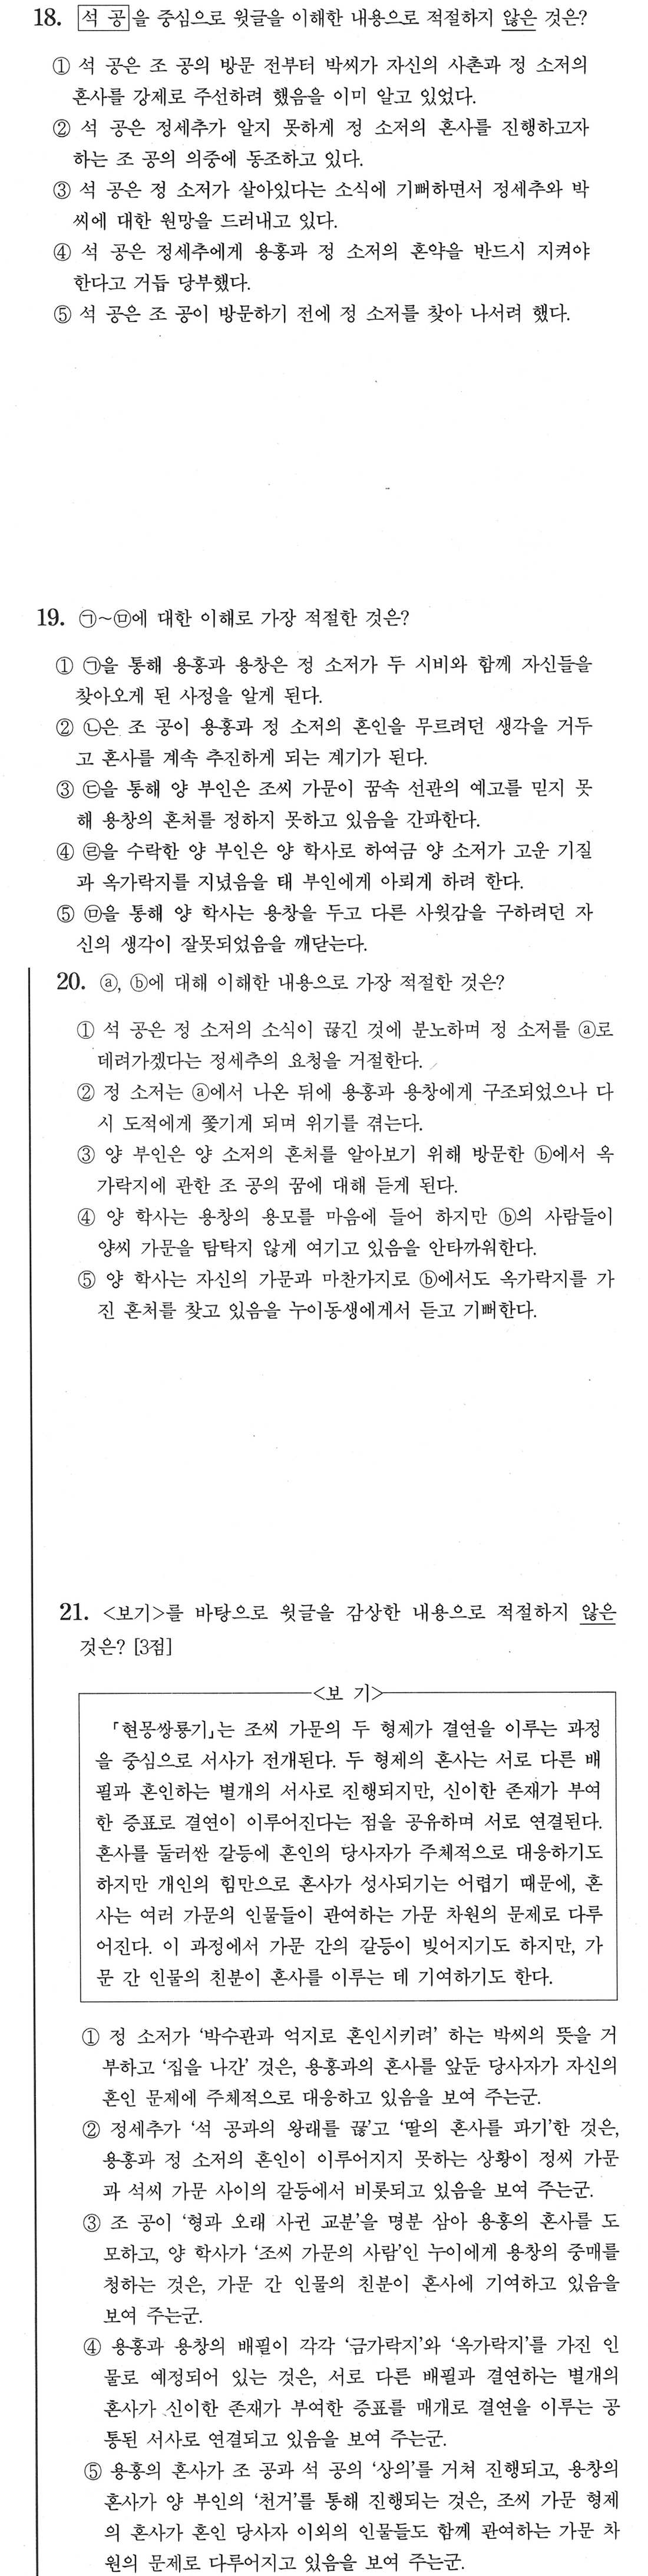 18. 석 공을 중심으로 윗글을 이해한 내용으로 적절하지 않은 것은?
① 석 공은 조 공의 방문 전부터 박씨가 자신의 사촌과 정 소저의
혼사를 강제로 주선하려 했음을 이미 알고 있었다.
② 석 공은 정세추가 알지 못하게 정 소저의 혼사를 진행하고자
하는 조 공의 의중에 동조하고 있다.
③ 석 공은 정 소저가 살아있다는 소식에 기뻐하면서 정세추와 박
씨에 대한 원망을 드러내고 있다.
④ 석 공은 정세추에게 용홍과 정 소저의 혼약을 반드시 지켜야
한다고 거듭 당부했다.
⑤ 석 공은 조 공이 방문하기 전에 정 소저를 찾아 나서려 했다.
19. ㉠~㉤에 대한 이해로 가장 적절한 것은?
① ㉠을 통해 용홍과 용창은 정 소저가 두 시비와 함께 자신들을
찾아오게 된 사정을 알게 된다.
② ㉡은 조 공이 용홍과 정 소저의 혼인을 무르려던 생각을 거두
고 혼사를 계속 추진하게 되는 계기가 된다.
③ ㉢을 통해 양 부인은 조씨 가문이 꿈속 선관의 예고를 믿지 못
해 용창의 혼처를 정하지 못하고 있음을 간파한다.
④ ㉣을 수락한 양 부인은 양 학사로 하여금 양 소저가 고운 기질
과 옥가락지를 지녔음을 태 부인에게 아뢰게 하려 한다.
⑤ ㉤을 통해 양 학사는 용창을 두고 다른 사윗감을 구하려던 자
신의 생각이 잘못되었음을 깨닫는다.
20. ⓐ, ⓑ에 대해 이해한 내용으로 가장 적절한 것은?
① 석 공은 정 소저의 소식이 끊긴 것에 분노하며 정 소저를 ⓐ로
데려가겠다는 정세추의 요청을 거절한다.
② 정 소저는 ⓐ에서 나온 뒤에 용홍과 용창에게 구조되었으나 다
시 도적에게 쫓기게 되며 위기를 겪는다.
③ 양 부인은 양 소저의 혼처를 알아보기 위해 방문한 ⓑ에서 옥
가락지에 관한 조 공의 꿈에 대해 듣게 된다.
④ 양 학사는 용창의 용모를 마음에 들어 하지만 ⓑ의 사람들이
양씨 가문을 탐탁지 않게 여기고 있음을 안타까워한다.
⑤ 양 학사는 자신의 가문과 마찬가지로 ⓑ에서도 옥가락지를 가
진 혼처를 찾고 있음을 누이동생에게서 듣고 기뻐한다.
21. <보기>를 바탕으로 윗글을 감상한 내용으로 적절하지 않은
것은? [3점]
<보 기>
「현몽쌍룡기」는 조씨 가문의 두 형제가 결연을 이루는 과정
을 중심으로 서사가 전개된다. 두 형제의 혼사는 서로 다른 배
필과 혼인하는 별개의 서사로 진행되지만, 신이한 존재가 부여
한 증표로 결연이 이루어진다는 점을 공유하며 서로 연결된다.
혼사를 둘러싼 갈등에 혼인의 당사자가 주체적으로 대응하기도
하지만 개인의 힘만으로 혼사가 성사되기는 어렵기 때문에, 혼
사는 여러 가문의 인물들이 관여하는 가문 차원의 문제로 다루
어진다. 이 과정에서 가문 간의 갈등이 빚어지기도 하지만, 가
문 간 인물의 친분이 혼사를 이루는 데 기여하기도 한다.
① 정 소저가 '박수관과 억지로 혼인시키려' 하는 박씨의 뜻을 거
부하고 '집을 나간' 것은, 용홍과의 혼사를 앞둔 당사자가 자신의
혼인 문제에 주체적으로 대응하고 있음을 보여 주는군.
② 정세추가 '석 공과의 왕래를 끊'고 '딸의 혼사를 파기'한 것은,
용홍과 정 소저의 혼인이 이루어지지 못하는 상황이 정씨 가문
과 석씨 가문 사이의 갈등에서 비롯되고 있음을 보여 주는군.
③ 조 공이 '형과 오래 사귄 교분'을 명분 삼아 용홍의 혼사를 도
모하고, 양 학사가 '조씨 가문의 사람'인 누이에게 용창의 중매를
청하는 것은, 가문 간 인물의 친분이 혼사에 기여하고 있음을
보여 주는군.
④ 용홍과 용창의 배필이 각각 '금가락지'와 '옥가락지'를 가진 인
물로 예정되어 있는 것은, 서로 다른 배필과 결연하는 별개의
혼사가 신이한 존재가 부여한 증표를 매개로 결연을 이루는 공
통된 서사로 연결되고 있음을 보여 주는군.
⑤ 용홍의 혼사가 조 공과 석 공의 '상의'를 거쳐 진행되고, 용창의
혼사가 양 부인의 '천거'를 통해 진행되는 것은, 조씨 가문 형제
의 혼사가 혼인 당사자 이외의 인물들도 함께 관여하는 가문 차
원의 문제로 다루어지고 있음을 보여 주는군.